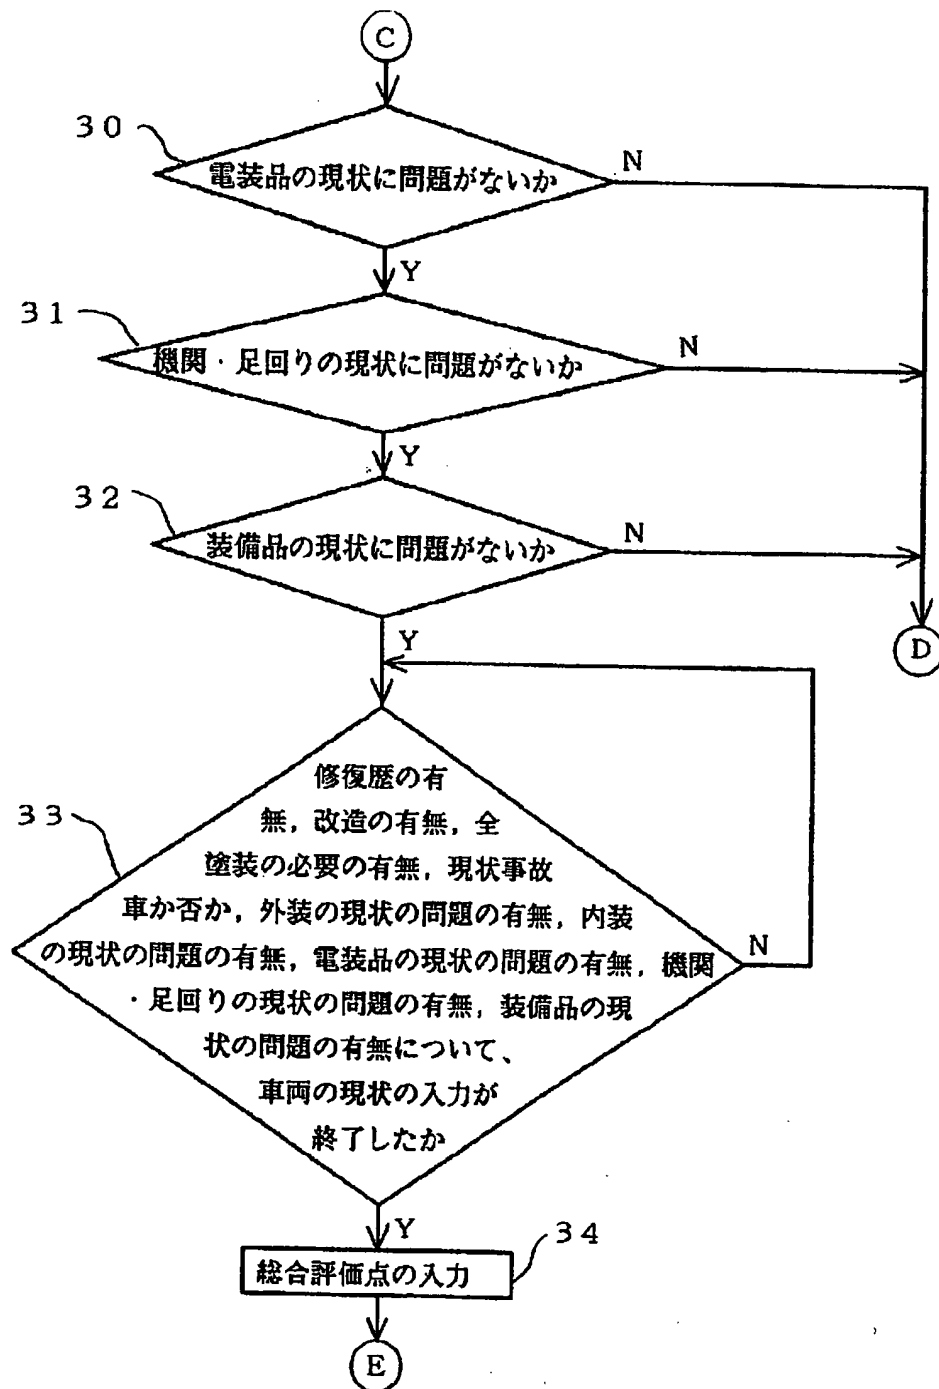 C
30
電装品の現状に問題がないか
N
Y
31
機関・足回りの現状に問題がないか
N
Y
32
装備品の現状に問題がないか
N
Y
D
33
修復歴の有
無，改造の有無，全
塗装の必要の有無，現状事故
車か否か，外装の現状の問題の有無，内装
の現状の問題の有無，電装品の現状の問題の有無，機関
・足回りの現状の問題の有無，装備品の現
状の問題の有無について、
車両の現状の入力が
終了したか
N
Y
34
総合評価点の入力
E